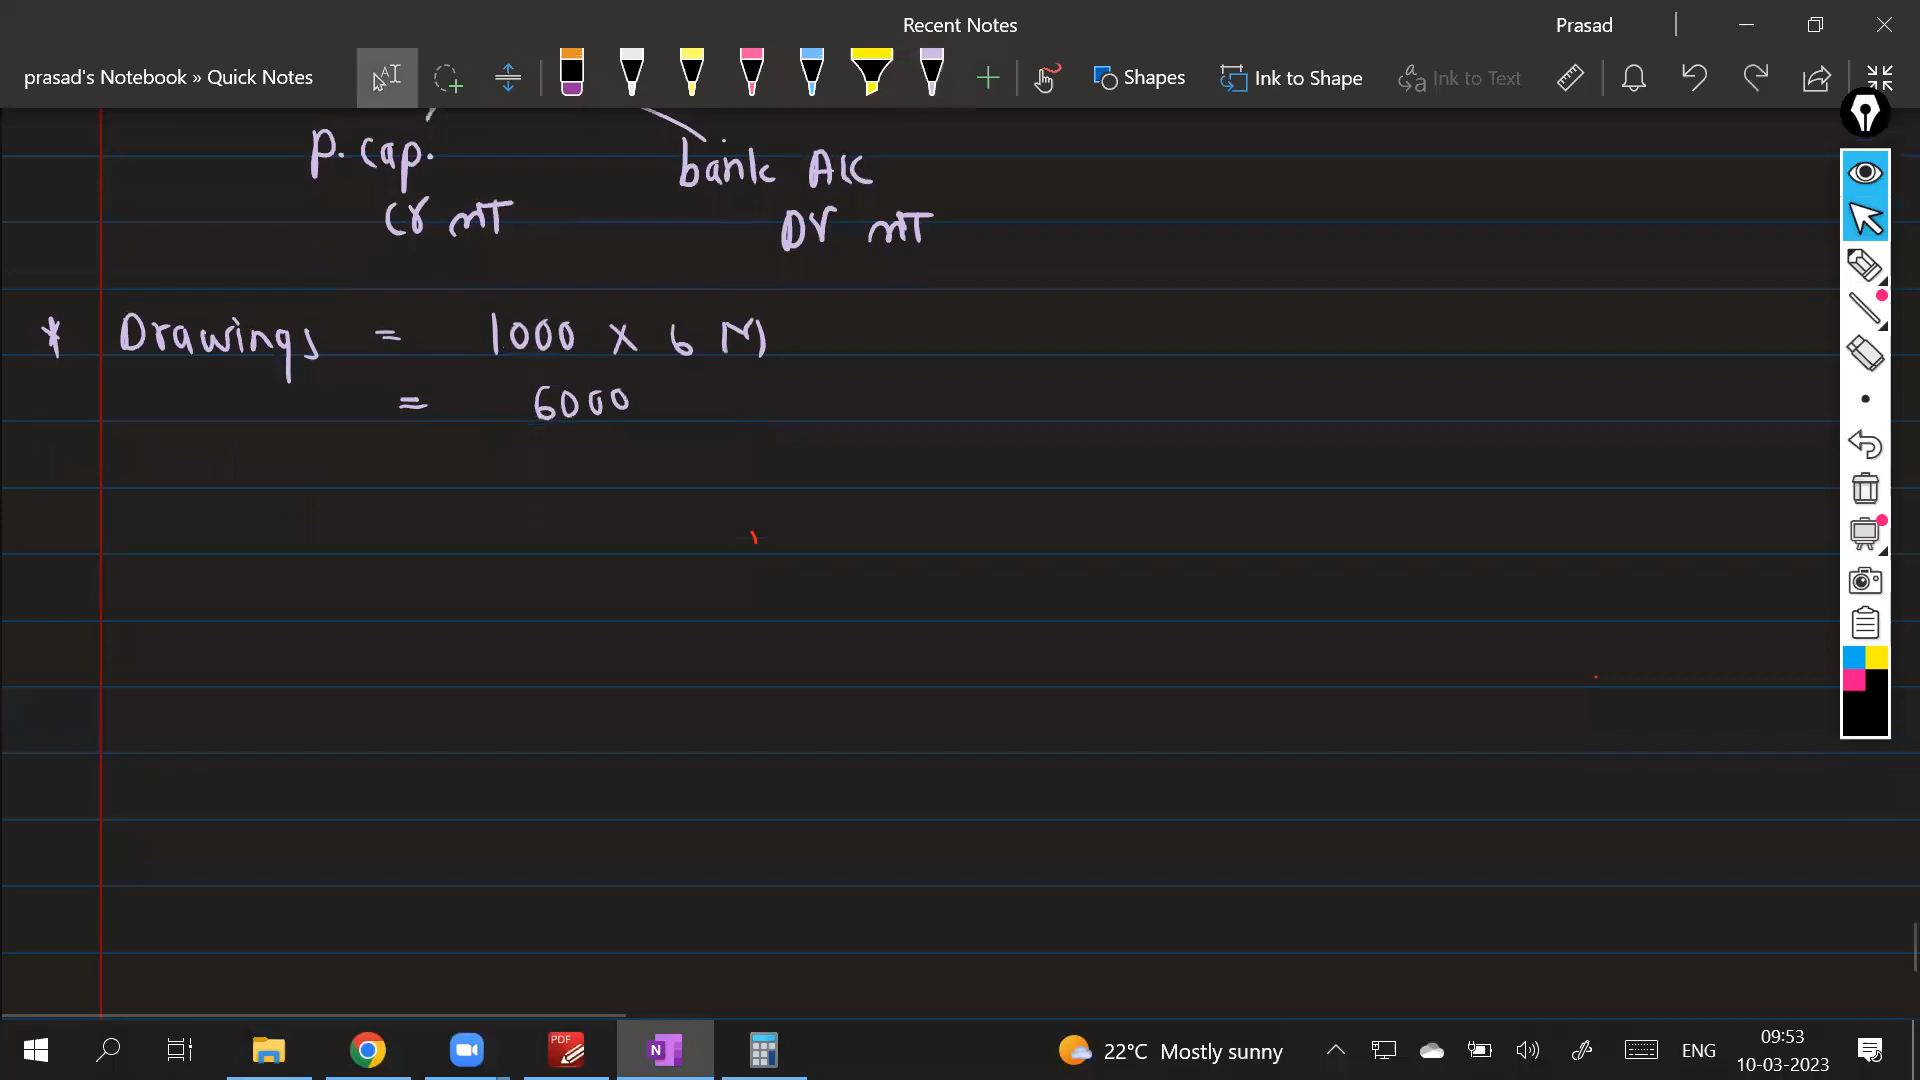 Recent Notes
Prasad
prasad's Notebook » Quick Notes
Shapes
Ink to Shape
Ink to Text
P. cap. bank A/c
Cr mT Dr mT
* Drawings = 1000 x 6 M
= 6000
PDF
N
22°C Mostly sunny
ENG
09:53
10-03-2023